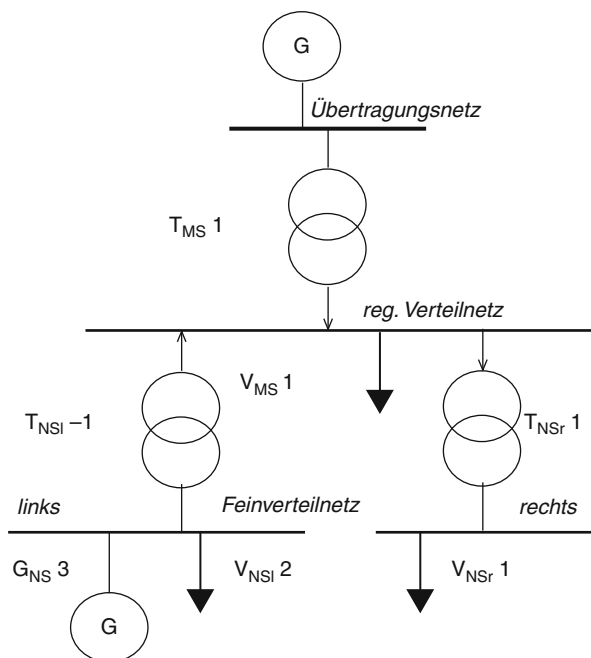 G
Übertragungsnetz
T_MS 1
reg. Verteilnetz
V_MS 1
T_NSl –1
T_NSr 1
links
Feinverteilnetz
rechts
G_NS 3
V_NSl 2
V_NSr 1
G